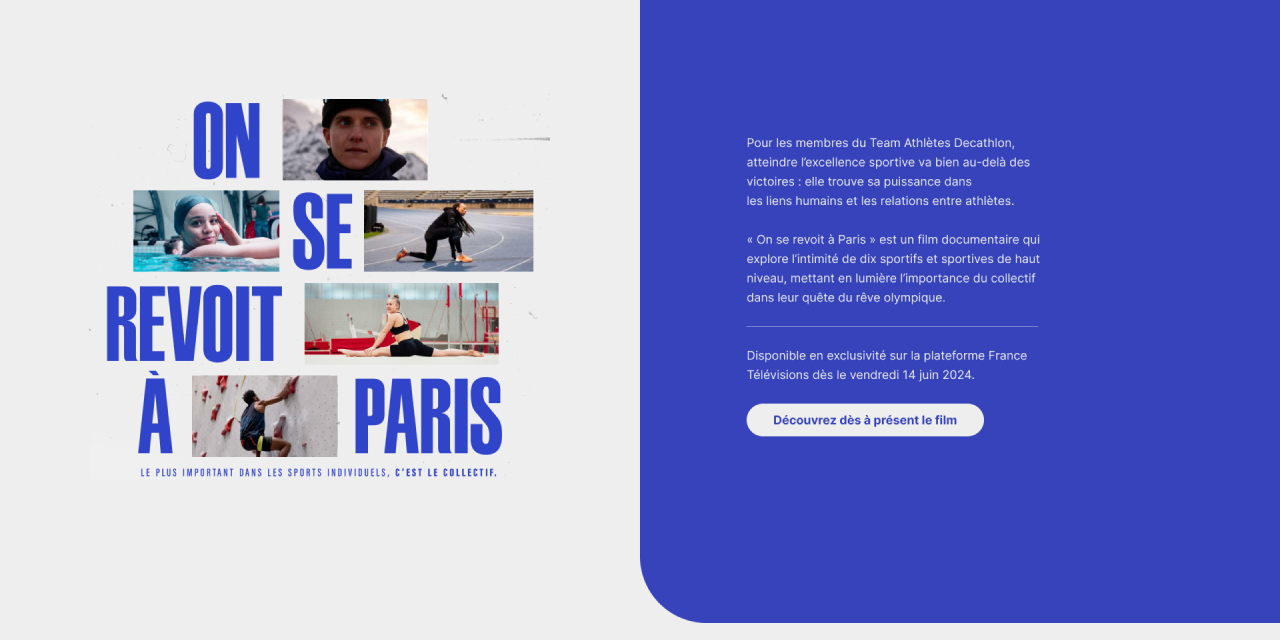 ON
SE
REVOIT
À PARIS
LE PLUS IMPORTANT DANS LES SPORTS INDIVIDUELS, C'EST LE COLLECTIF.
Pour les membres du Team Athlètes Decathlon,
atteindre l’excellence sportive va bien au-delà des
victoires : elle trouve sa puissance dans
les liens humains et les relations entre athlètes.
« On se revoit à Paris » est un film documentaire qui
explore l’intimité de dix sportifs et sportives de haut
niveau, mettant en lumière l’importance du collectif
dans leur quête du rêve olympique.
Disponible en exclusivité sur la plateforme France
Télévisions dès le vendredi 14 juin 2024.
Découvrez dès à présent le film